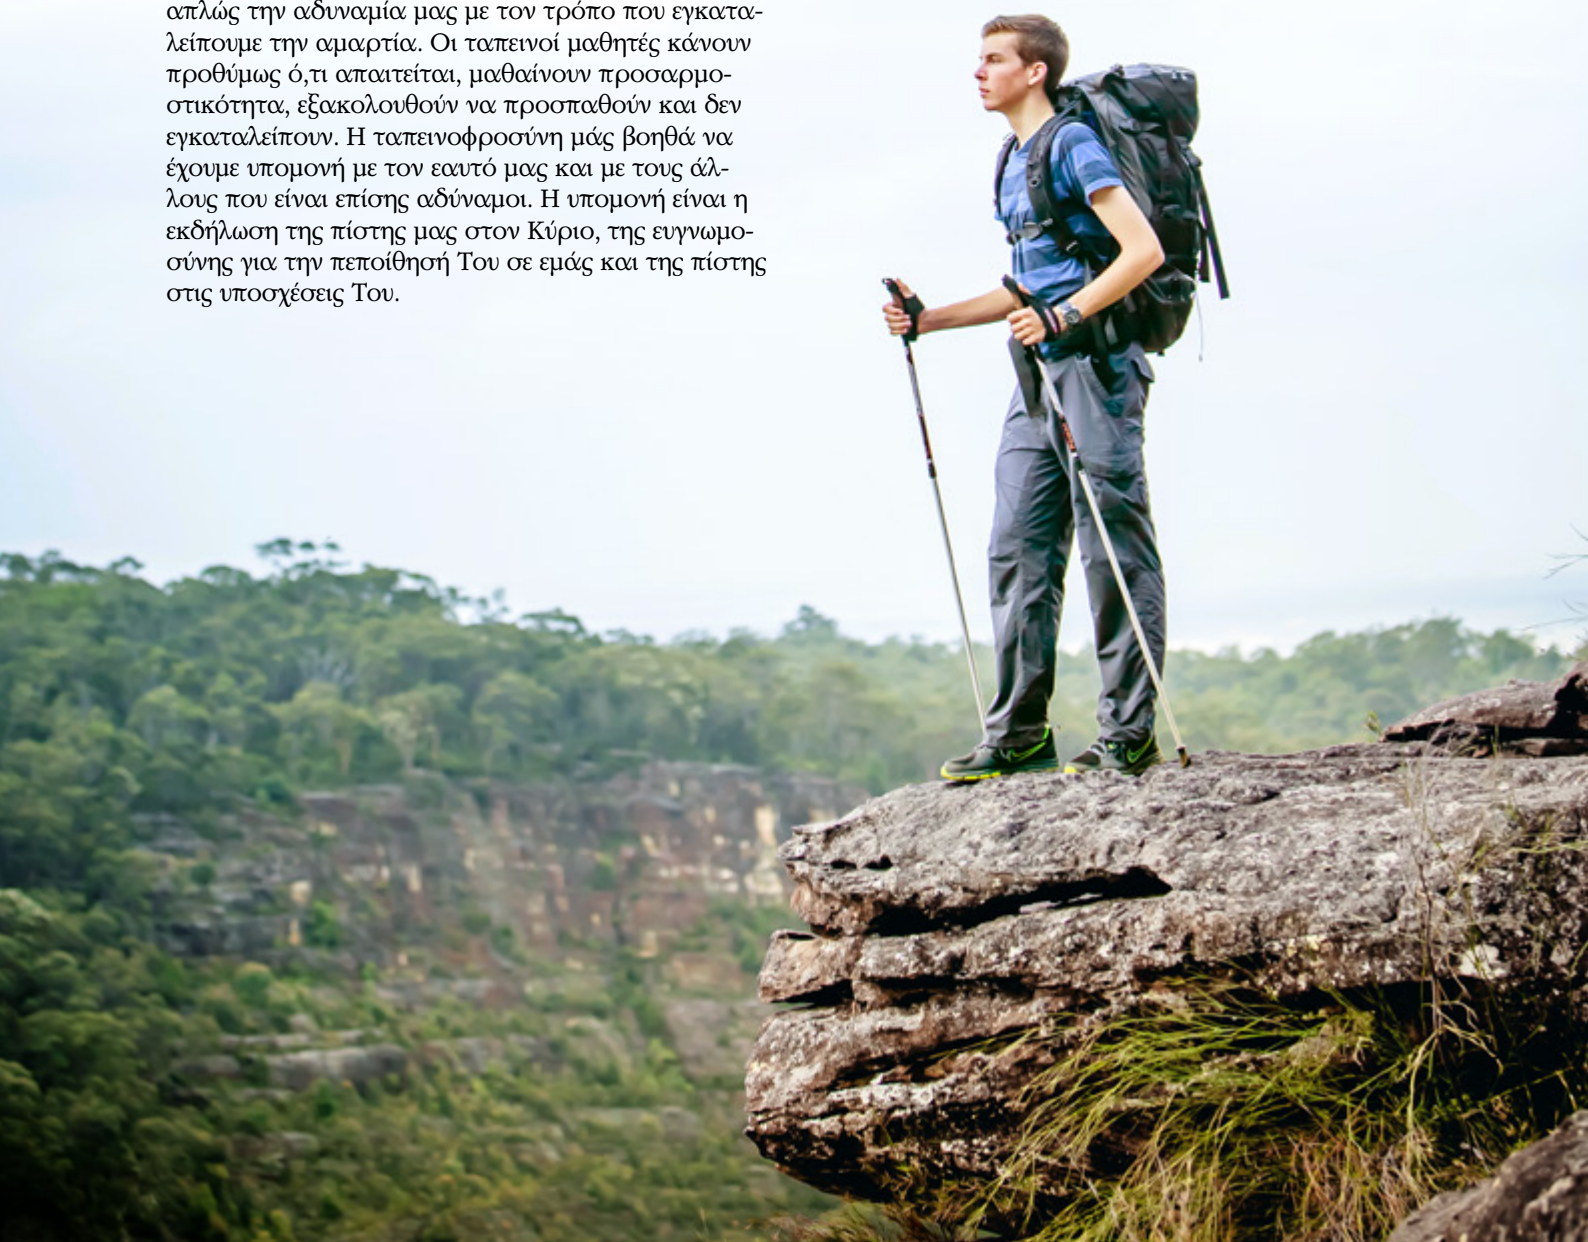 απλώς την αδυναμία μας με τον τρόπο που εγκατα-
λείπουμε την αμαρτία. Οι ταπεινοί μαθητές κάνουν
προθύμως ό,τι απαιτείται, μαθαίνουν προσαρμο-
στικότητα, εξακολουθούν να προσπαθούν και δεν
εγκαταλείπουν. Η ταπεινοφροσύνη μάς βοηθά να
έχουμε υπομονή με τον εαυτό μας και με τους άλ-
λους που είναι επίσης αδύναμοι. Η υπομονή είναι η
εκδήλωση της πίστης μας στον Κύριο, της ευγνωμο-
σύνης για την πεποίθησή Του σε εμάς και της πίστης
στις υποσχέσεις Του.